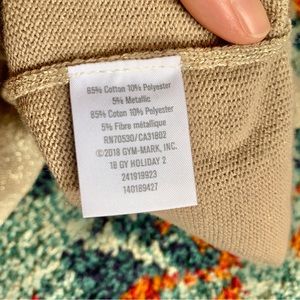 85% Cotton 10% Polyester
5% Metallic
85% Coton 10% Polyester
5% Fibre métallique
RN70530/CA31802
©2018 GYM-MARK, INC.
18 GY HOLIDAY 2
241919923
140169427